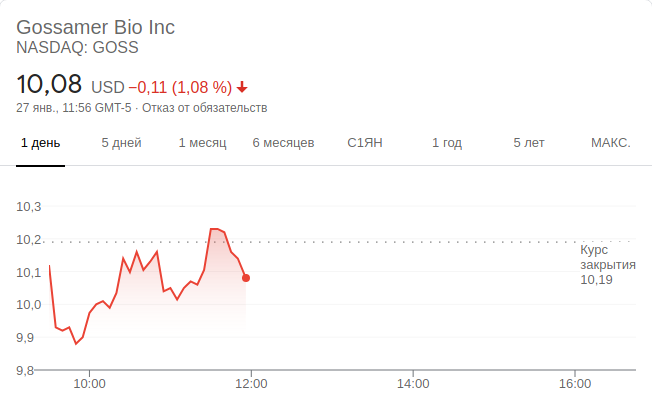 Gossamer Bio Inc
NASDAQ: GOSS
10,08 USD −0,11 (1,08 %)
27 янв., 11:56 GMT-5 · Отказ от обязательств
1 день 5 дней 1 месяц 6 месяцев С1ЯН 1 год 5 лет МАКС.
10,3
10,2
10,1
10,0
9,9
9,8
Курс
закрытия
10,19
10:00 12:00 14:00 16:00